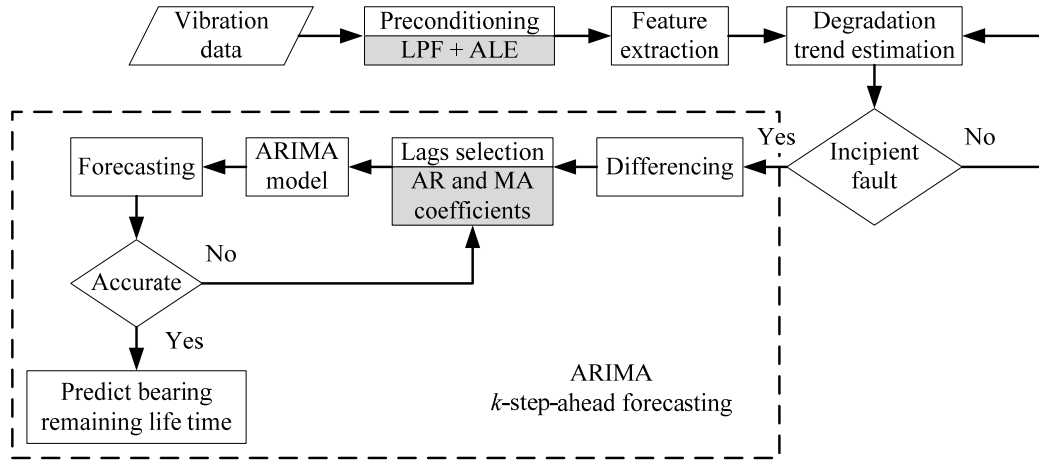 Vibration
data
Preconditioning
LPF + ALE
Feature
extraction
Degradation
trend estimation
Incipient
fault
No
Yes
Differencing
Lags selection
AR and MA
coefficients
ARIMA
model
Forecasting
Accurate
No
Yes
Predict bearing
remaining life time
ARIMA
k-step-ahead forecasting